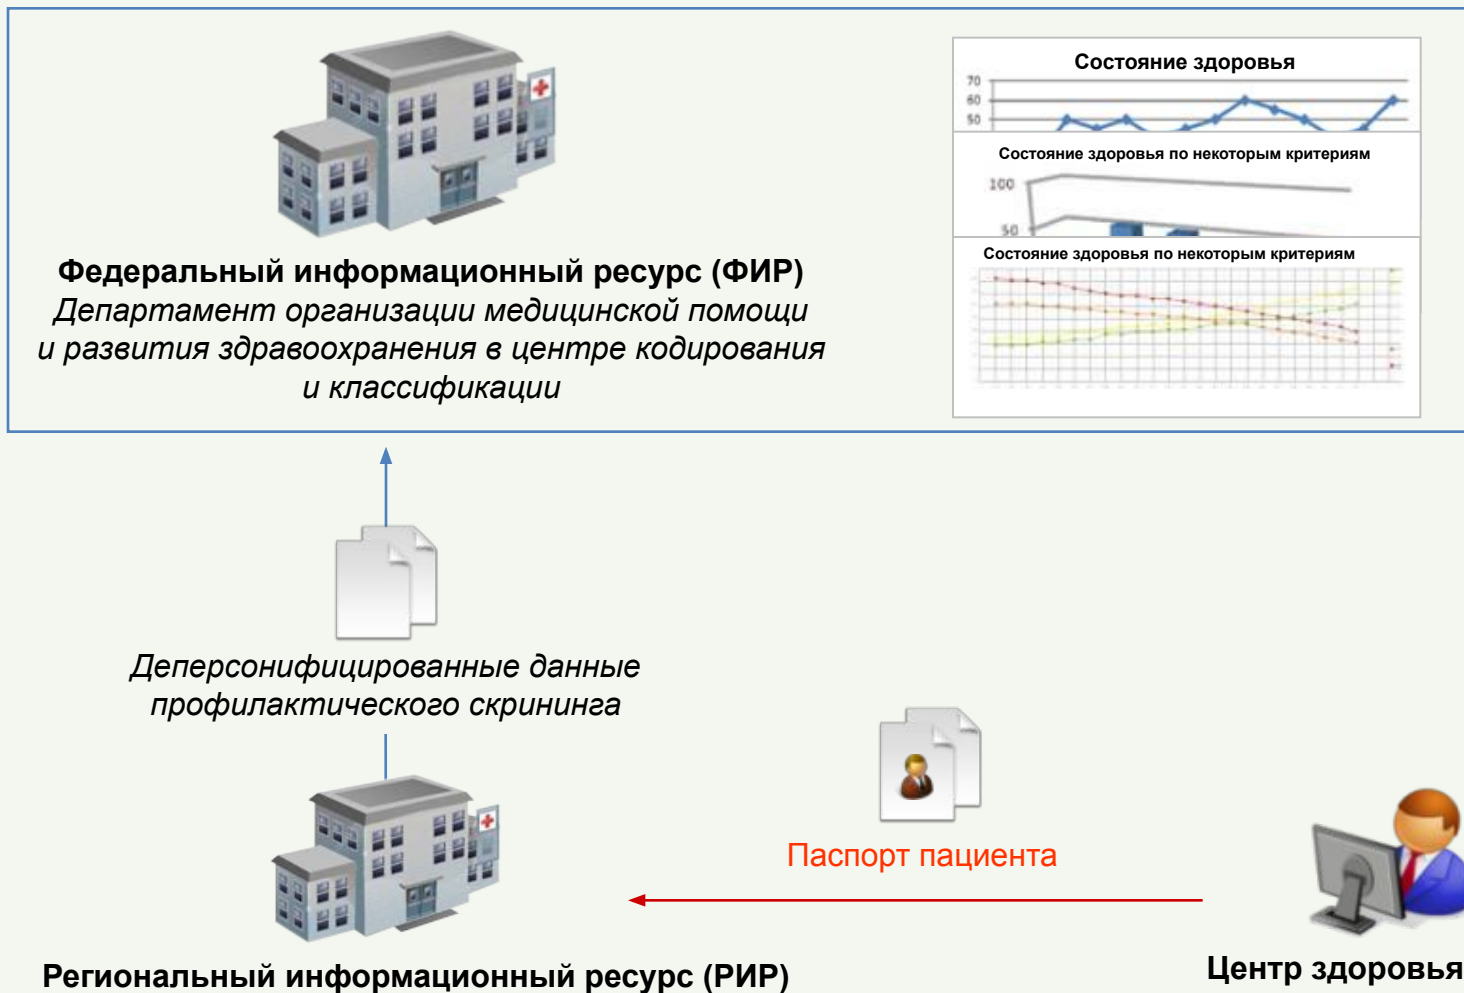 Состояние здоровья
70
60
50
Состояние здоровья по некоторым критериям
100
50
Состояние здоровья по некоторым критериям
Федеральный информационный ресурс (ФИР)
Департамент организации медицинской помощи
и развития здравоохранения в центре кодирования
и классификации
Деперсонифицированные данные
профилактического скрининга
Паспорт пациента
Региональный информационный ресурс (РИР)
Центр здоровья